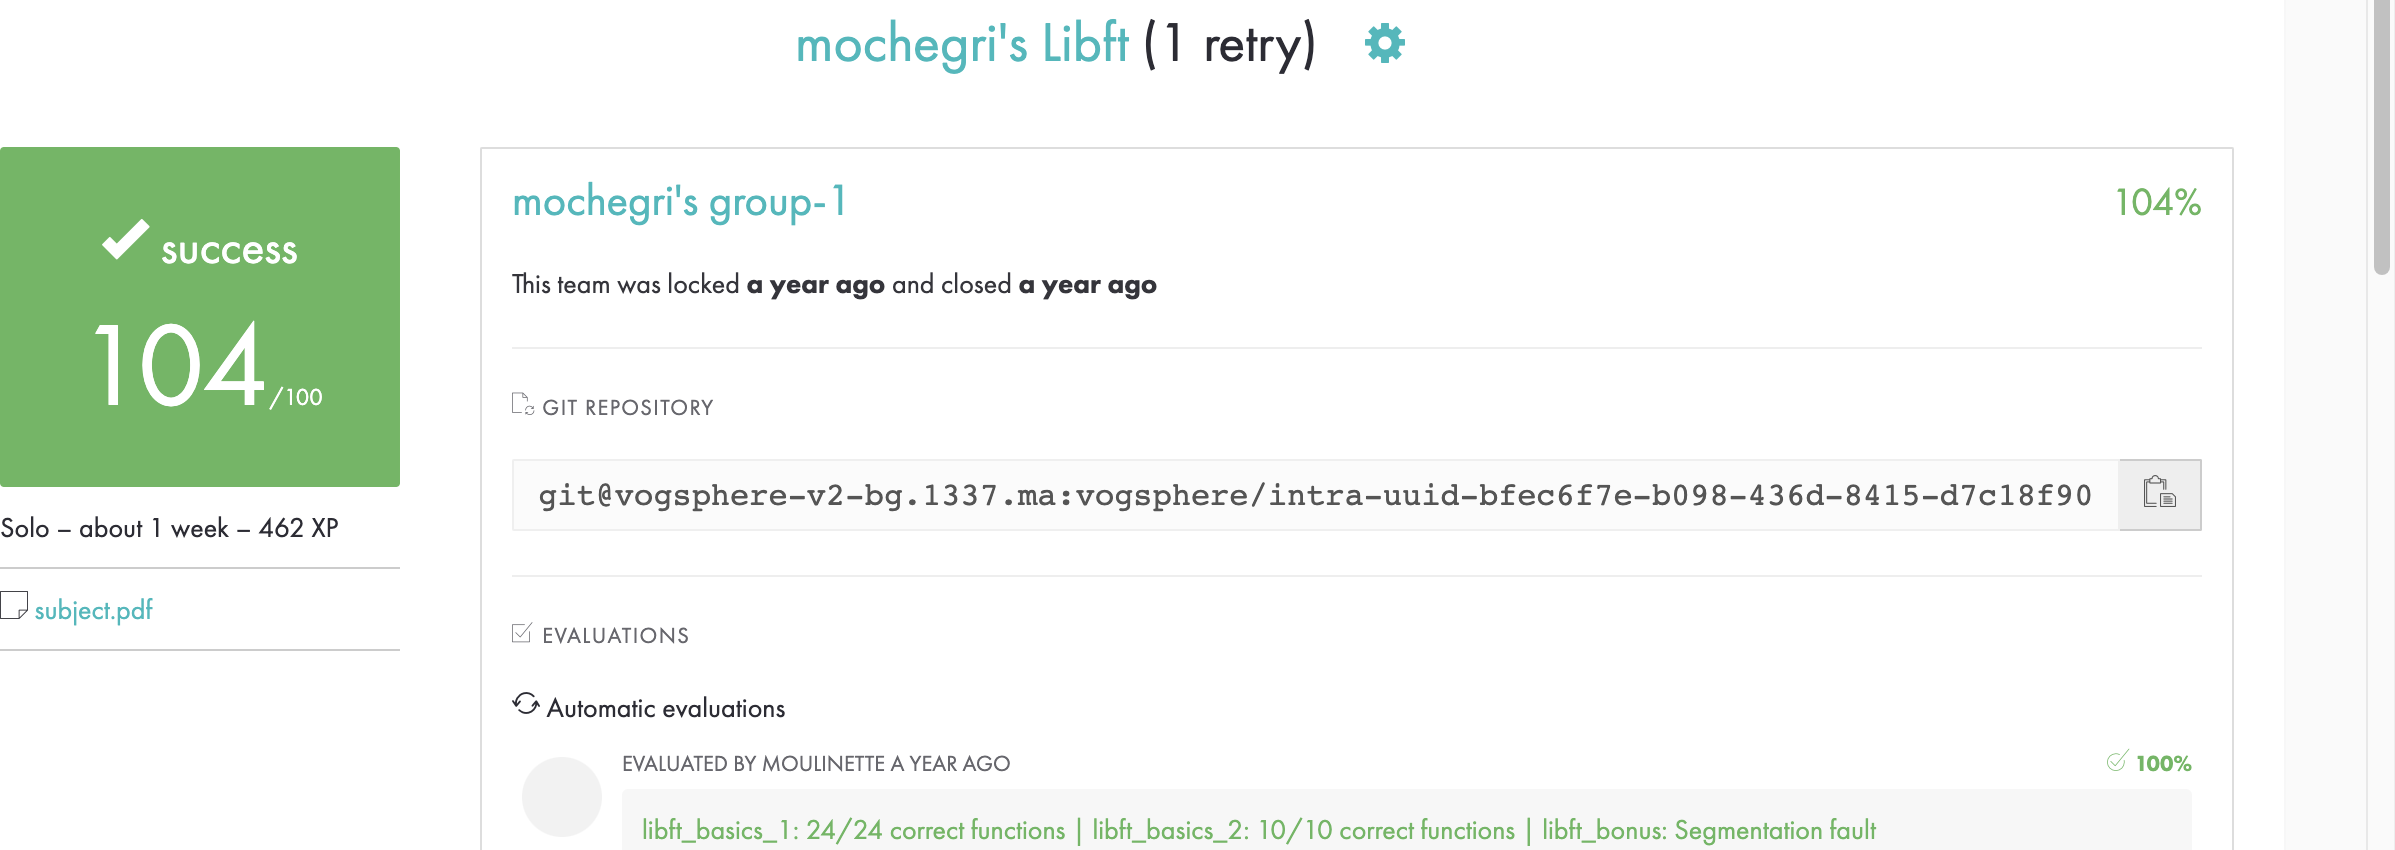 mochegri's Libft (1 retry)
success
104/100
Solo – about 1 week – 462 XP
subject.pdf
mochegri's group-1
104%
This team was locked a year ago and closed a year ago
GIT REPOSITORY
git@vogsphere-v2-bg.1337.ma:vogsphere/intra-uuid-bfec6f7e-b098-436d-8415-d7c18f90
EVALUATIONS
Automatic evaluations
EVALUATED BY MOULINETTE A YEAR AGO
100%
libft_basics_1: 24/24 correct functions | libft_basics_2: 10/10 correct functions | libft_bonus: Segmentation fault